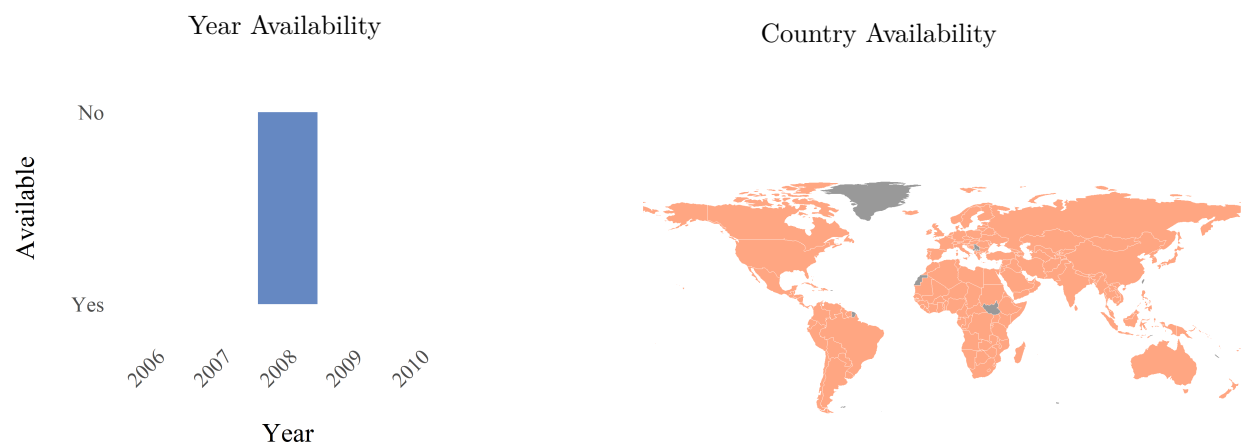 Year Availability
Available
No
Yes
2006
2007
2008
2009
2010
Year
Country Availability